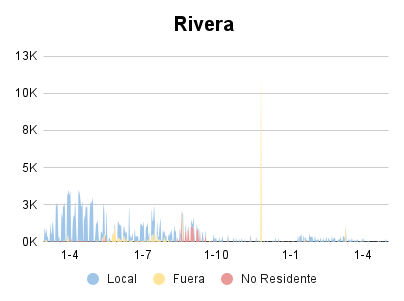 Rivera
13K
10K
8K
5K
3K
0K
1-4 1-7 1-10 1-1 1-4
Local Fuera No Residente